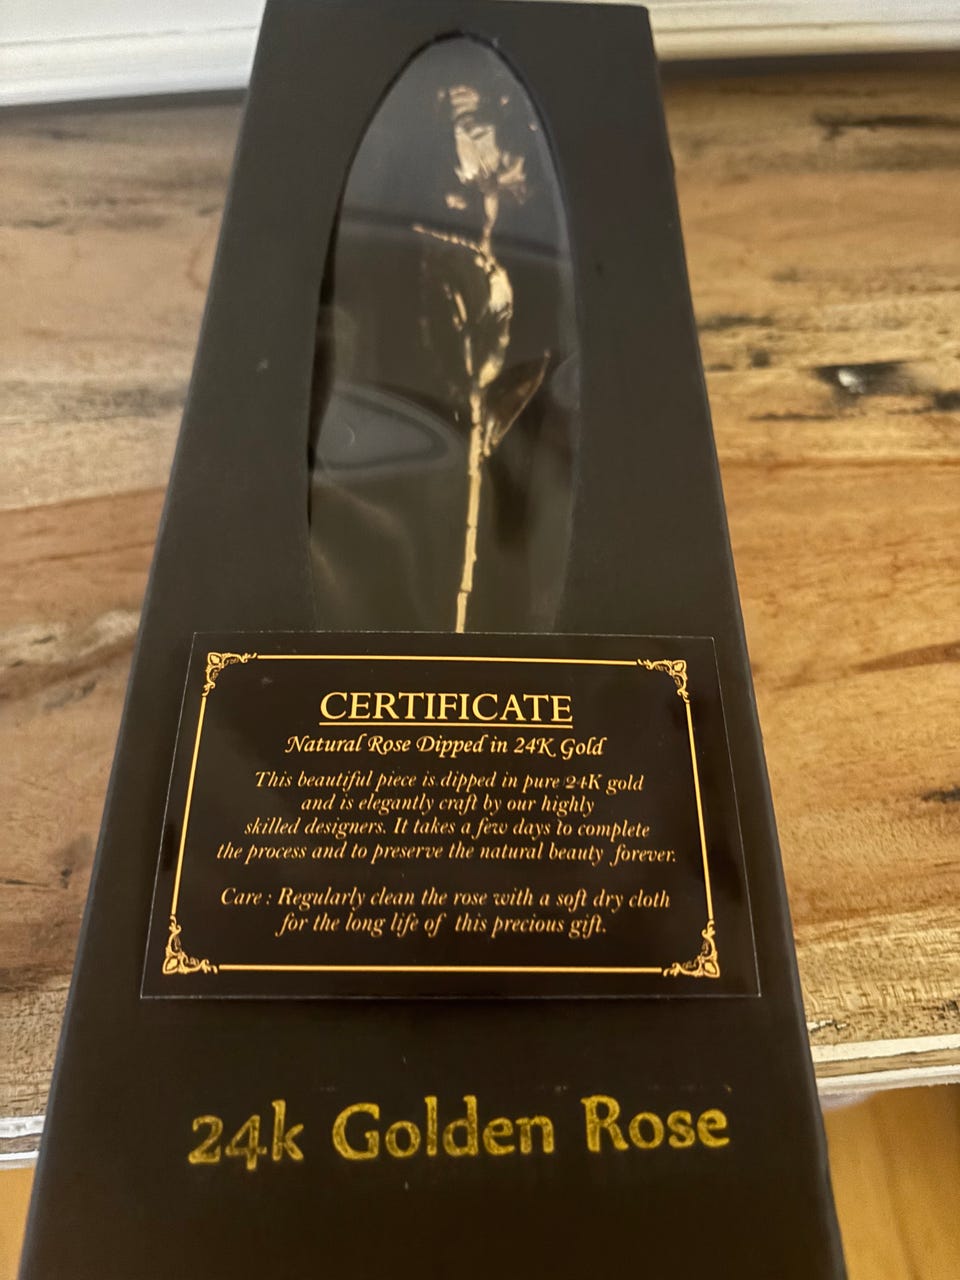 CERTIFICATE
Natural Rose Dipped in 24K Gold
This beautiful piece is dipped in pure 24K gold
and is elegantly craft by our highly
skilled designers. It takes a few days to complete
the process and to preserve the natural beauty forever.
Care : Regularly clean the rose with a soft dry cloth
for the long life of this precious gift.
24k Golden Rose